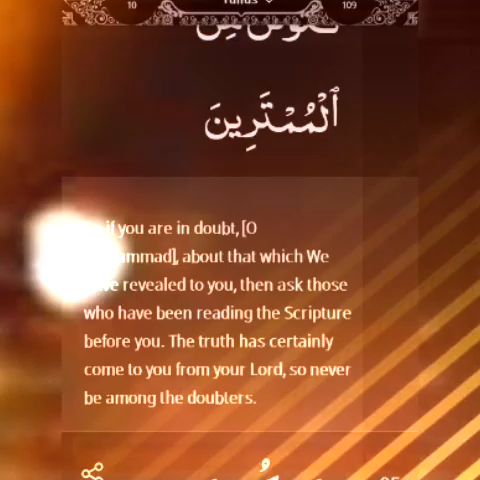 10 Yunus 109
ٱلْمُمْتَرِينَ
if you are in doubt, [O
about that which We
revealed to you, then ask those
who have been reading the Scripture
before you. The truth has certainly
come to you from your Lord, so never
be among the doubters.